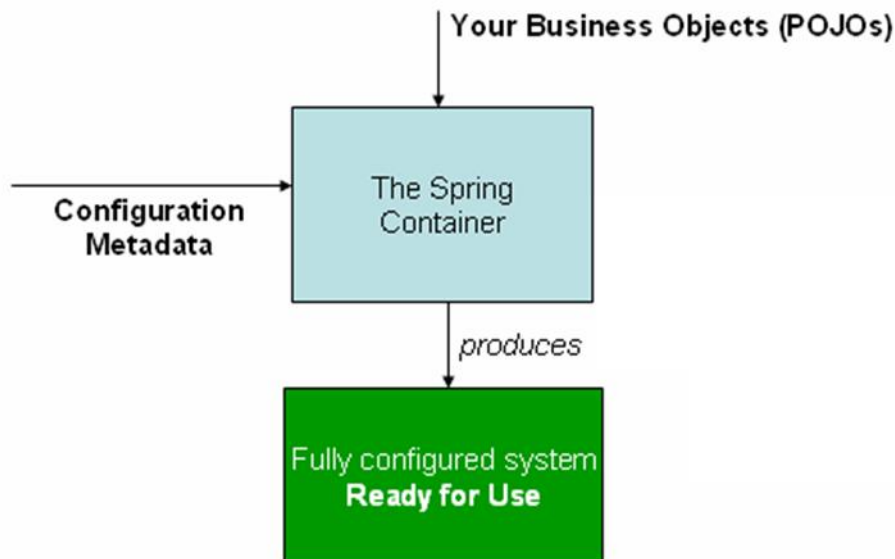 Your Business Objects (POJOs)
The Spring
Container
Configuration
Metadata
produces
Fully configured system
Ready for Use